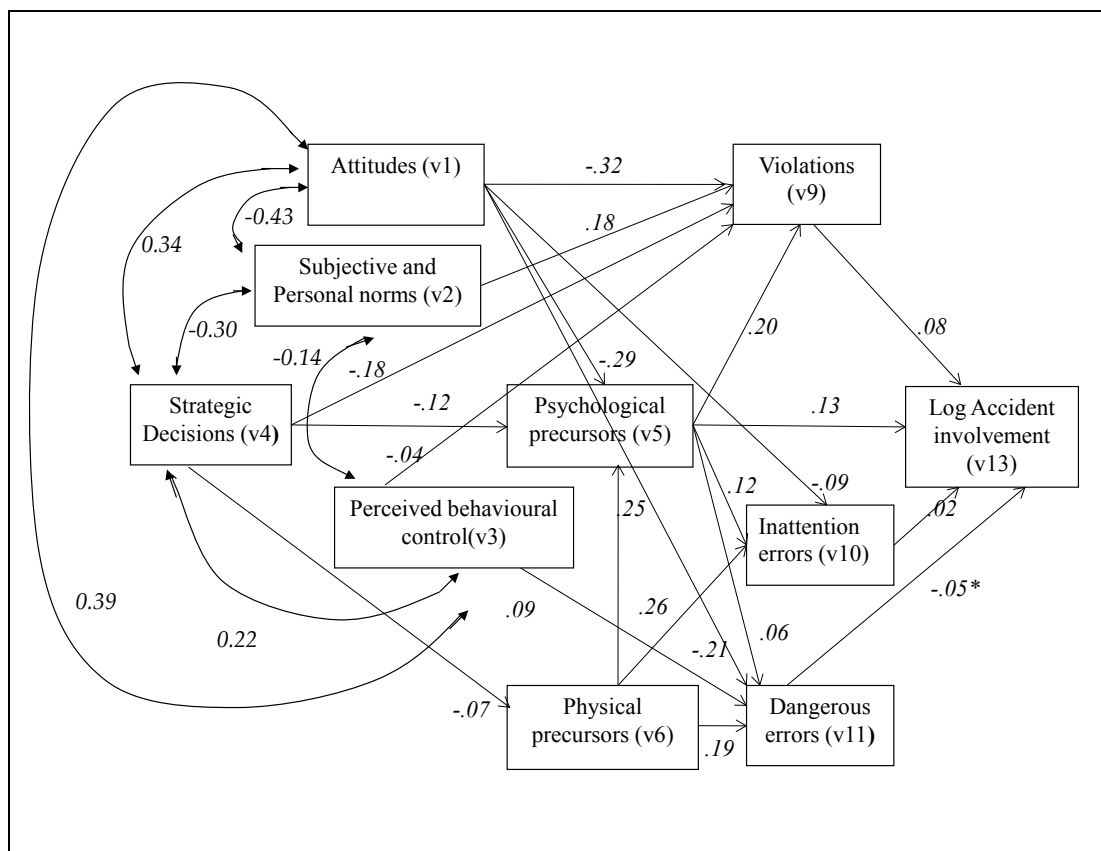 Attitudes (v1)
-.32
Violations
(v9)
-0.43
.18
0.34
Subjective and
Personal norms (v2)
-0.30
.20
.08
-0.14
-.18
-.29
Strategic
Decisions (v4)
-.12
Psychological
precursors (v5)
.13
Log Accident
involvement
(v13)
-.04
.12
-.09
Perceived behavioural
control(v3)
.25
Inattention
errors (v10)
.02
-.05*
0.39
0.22
.09
.26
.06
-.21
-.07
Physical
precursors (v6)
.19
Dangerous
errors (v11)